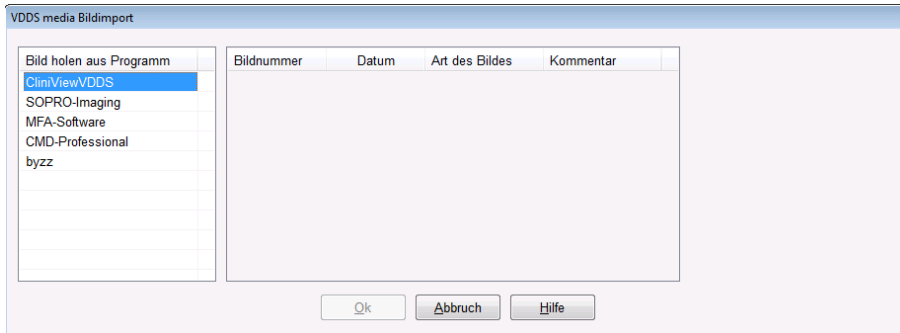 VDDS media Bildimport
Bild holen aus Programm
Bildnummer Datum Art des Bildes Kommentar
CliniViewVDDS
SOPRO-Imaging
MFA-Software
CMD-Professional
byzz
Ok Abbruch Hilfe